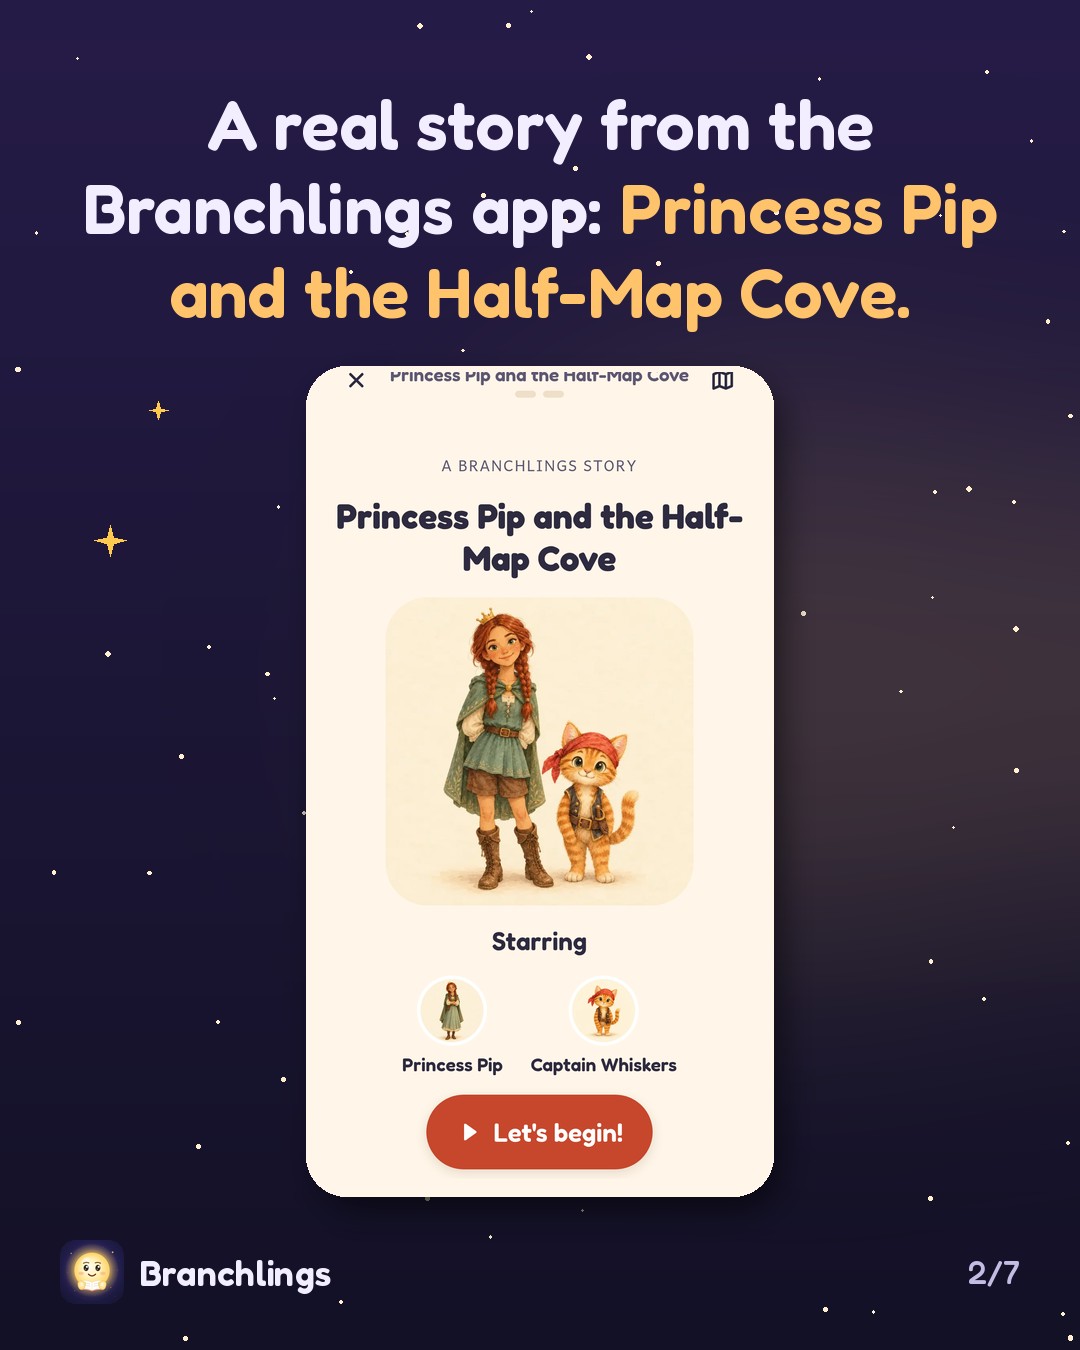 A real story from the
Branchlings app: Princess Pip
and the Half-Map Cove.
Princess Pip and the Half-Map Cove
A BRANCHLINGS STORY
Princess Pip and the Half-
Map Cove
Starring
Princess Pip
Captain Whiskers
Let's begin!
Branchlings
2/7